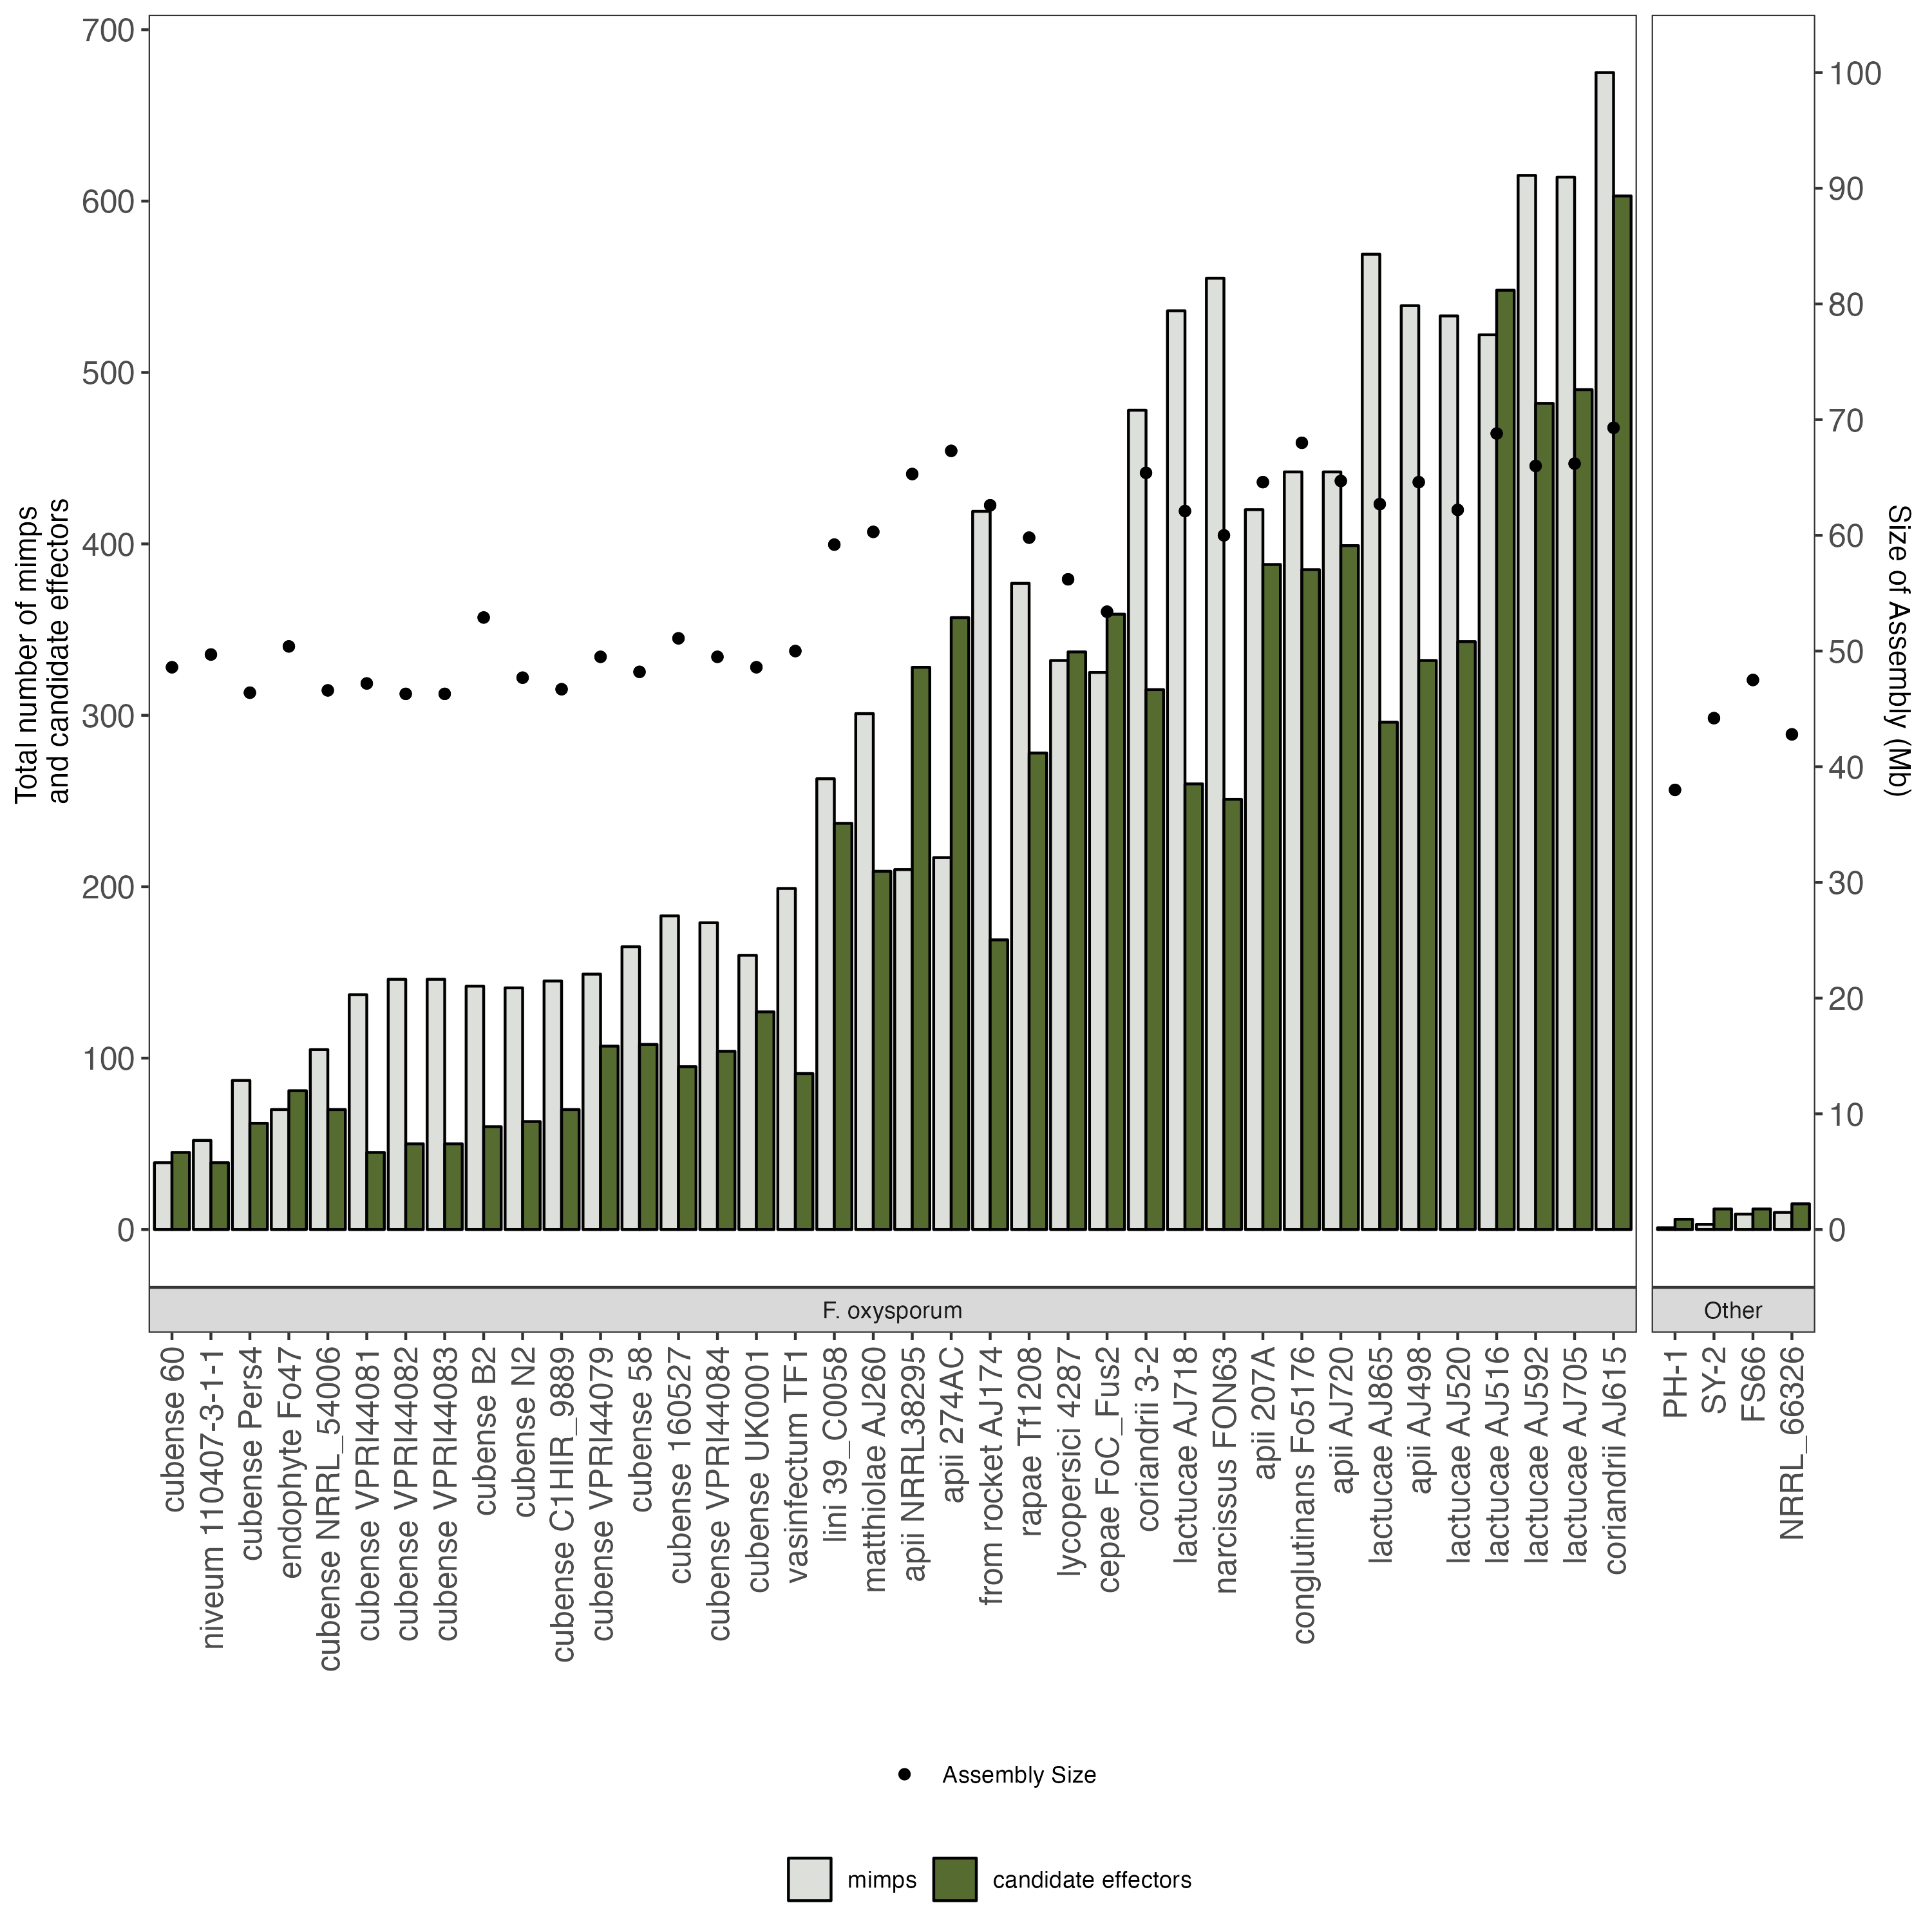 700
600
500
400
300
200
100
0
Total number of mimps
and candidate effectors
100
90
80
70
60
50
40
30
20
10
0
Size of Assembly (Mb)
F. oxysporum
Other
cubense 60
niveum 110407-3-1-1
cubense Pers4
endophyte Fo47
cubense NRRL_54006
cubense VPRI44081
cubense VPRI44082
cubense VPRI44083
cubense B2
cubense N2
cubense C1HIR_9889
cubense VPRI44079
cubense 58
cubense 160527
cubense VPRI44084
cubense UK0001
vasinfectum TF1
lini 39_C0058
matthiolae AJ260
apii NRRL38295
apii 274AC
from rocket AJ174
rapae Tf1208
lycopersici 4287
cepae FoC_Fus2
coriandrii 3-2
lactucae AJ718
narcissus FON63
apii 207A
conglutinans Fo5176
apii AJ720
lactucae AJ865
apii AJ498
lactucae AJ520
lactucae AJ516
lactucae AJ592
lactucae AJ705
coriandrii AJ615
PH-1
SY-2
FS66
NRRL_66326
Assembly Size
mimps
candidate effectors